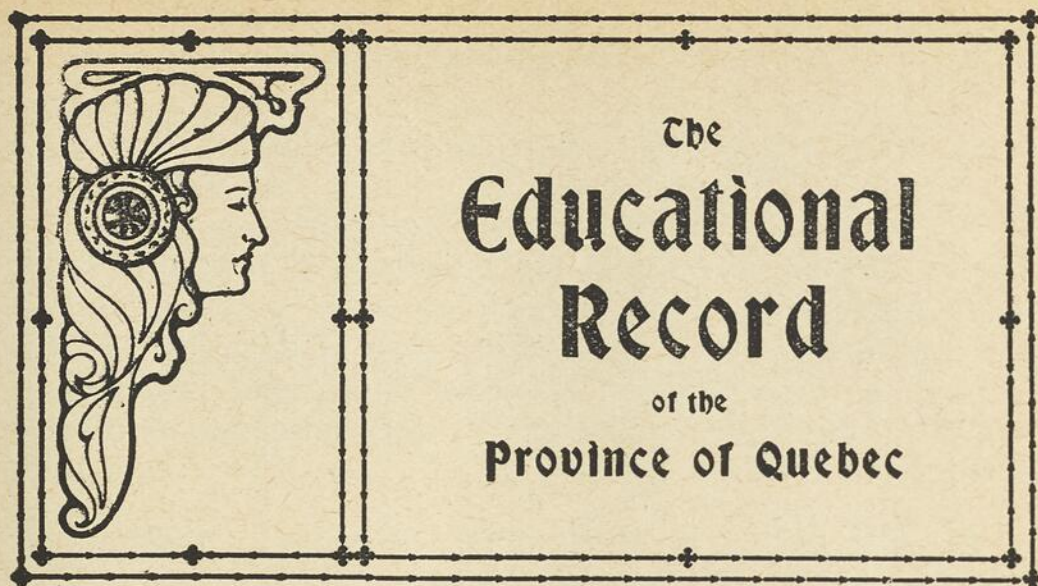 The
Educational
Record
of the
Province of Quebec